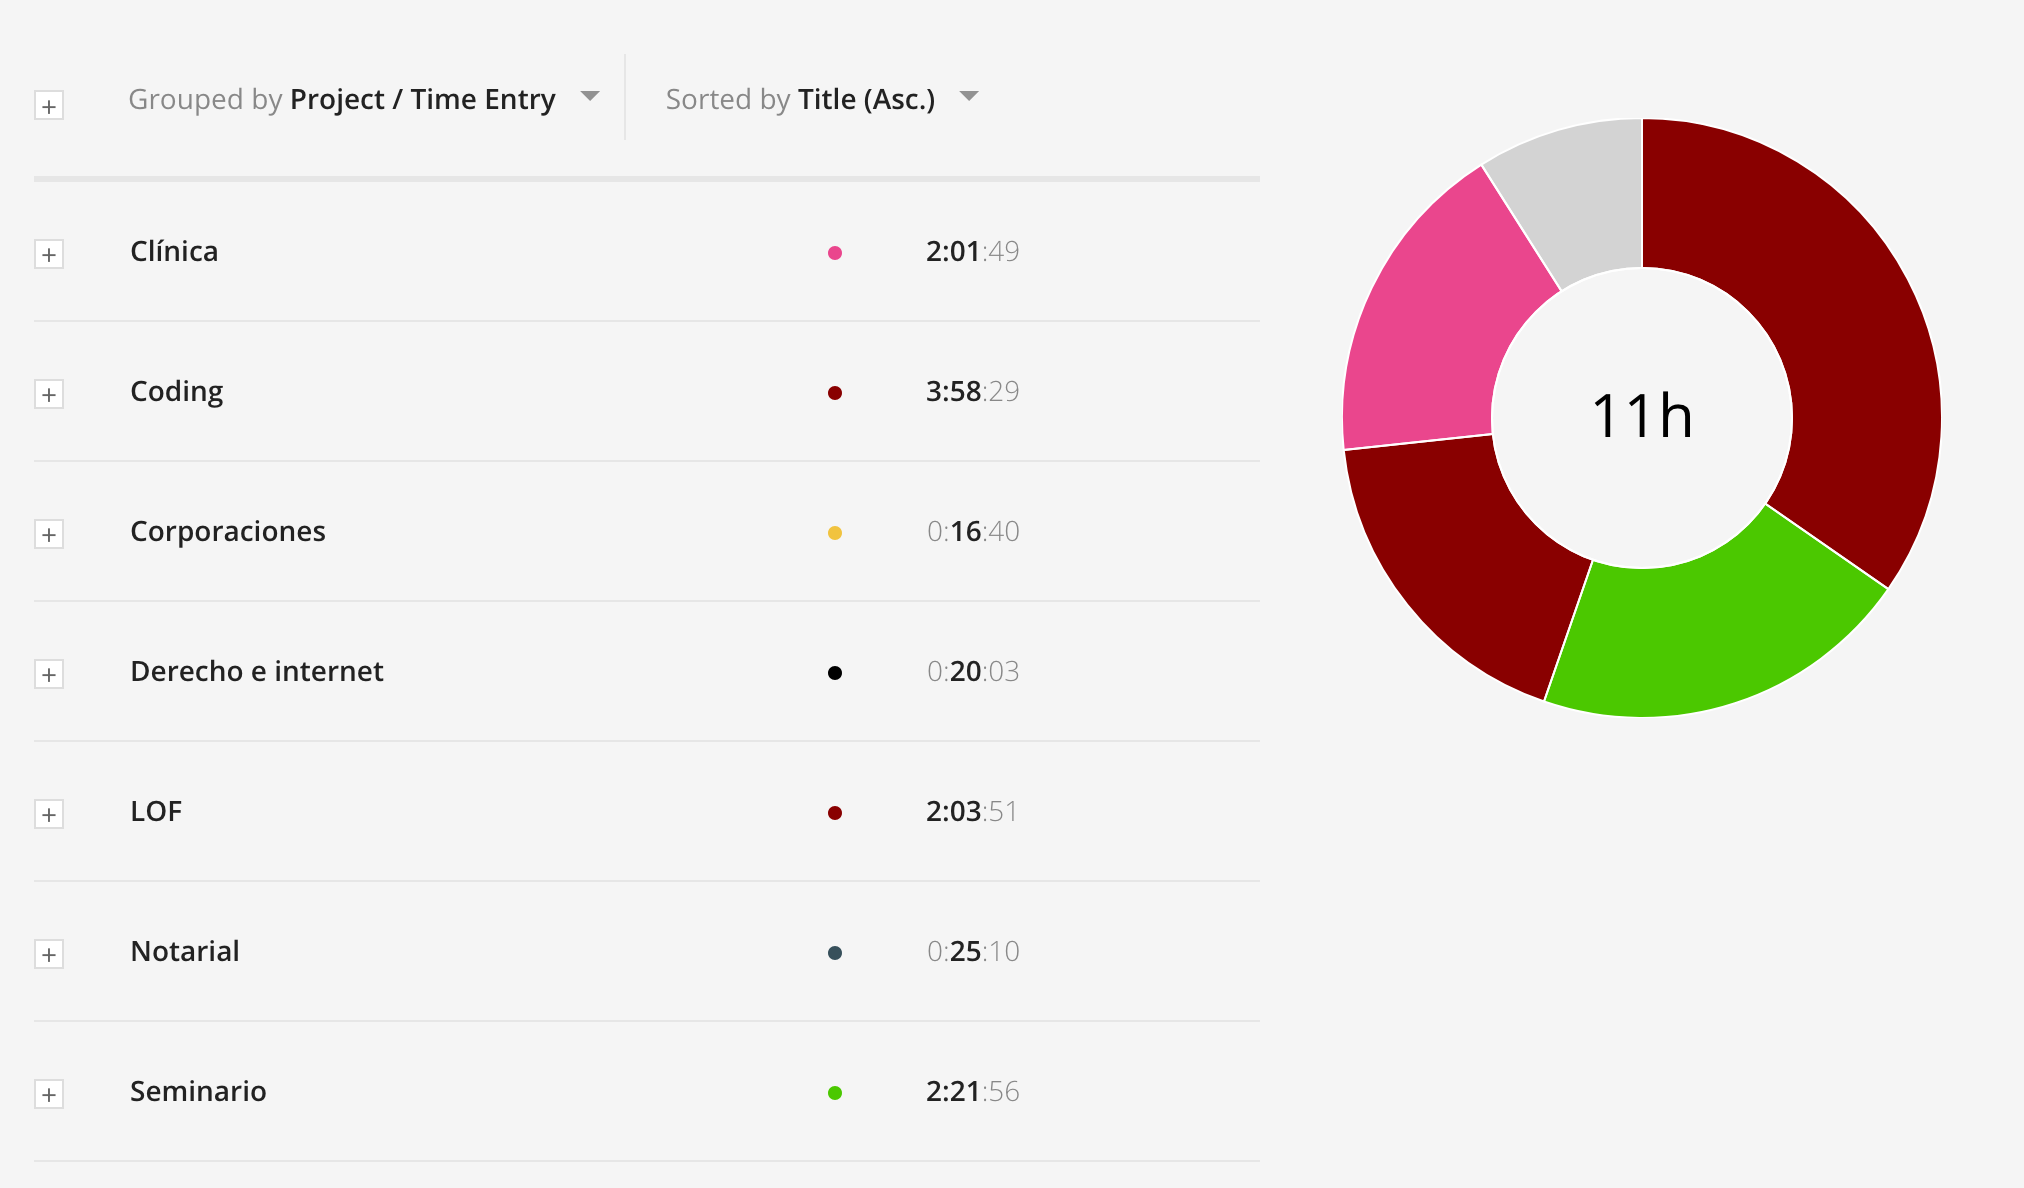 Grouped by Project / Time Entry Sorted by Title (Asc.)
Clínica 2:01:49
Coding 3:58:29
Corporaciones 0:16:40
Derecho e internet 0:20:03
LOF 2:03:51
Notarial 0:25:10
Seminario 2:21:56
11h